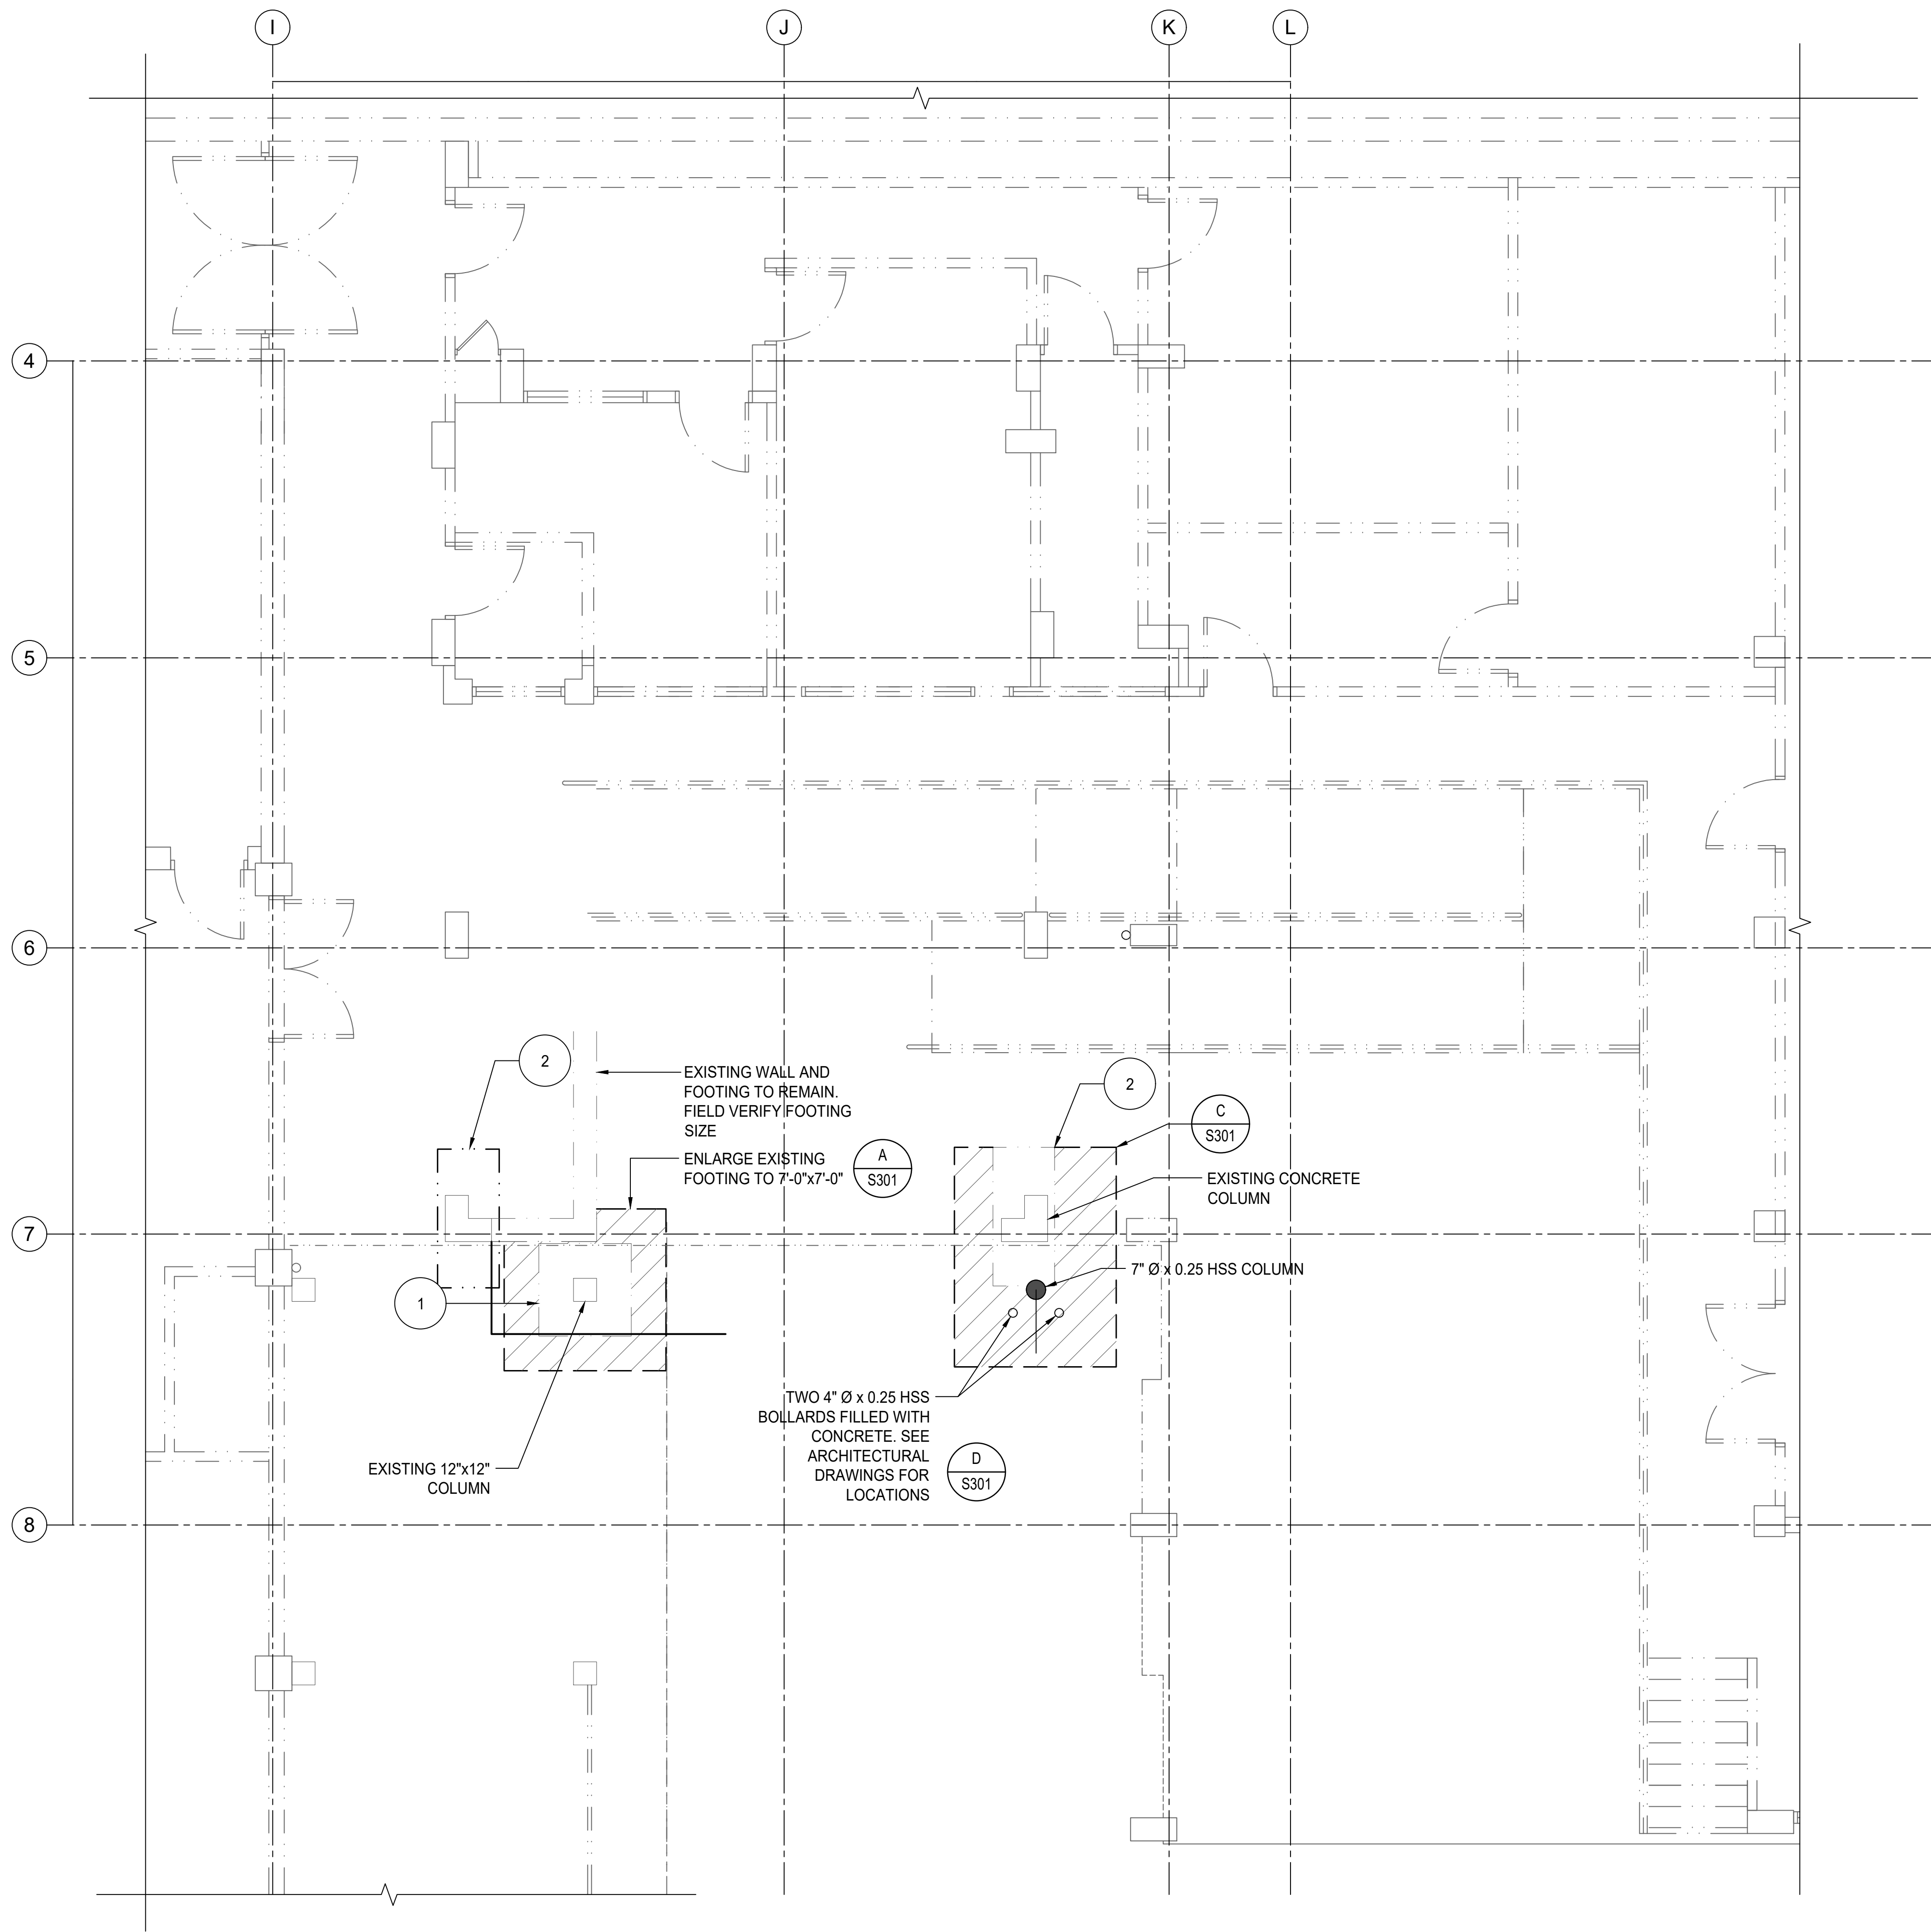 I
J
K
L
4
5
6
2
EXISTING WALL AND
FOOTING TO REMAIN.
FIELD VERIFY FOOTING
SIZE
2
C
S301
ENLARGE EXISTING
FOOTING TO 7'-0"x7'-0"
A
S301
EXISTING CONCRETE
COLUMN
7
7" Ø x 0.25 HSS COLUMN
1
TWO 4" Ø x 0.25 HSS
BOLLARDS FILLED WITH
CONCRETE. SEE
ARCHITECTURAL
DRAWINGS FOR
LOCATIONS
D
S301
EXISTING 12"x12"
COLUMN
8